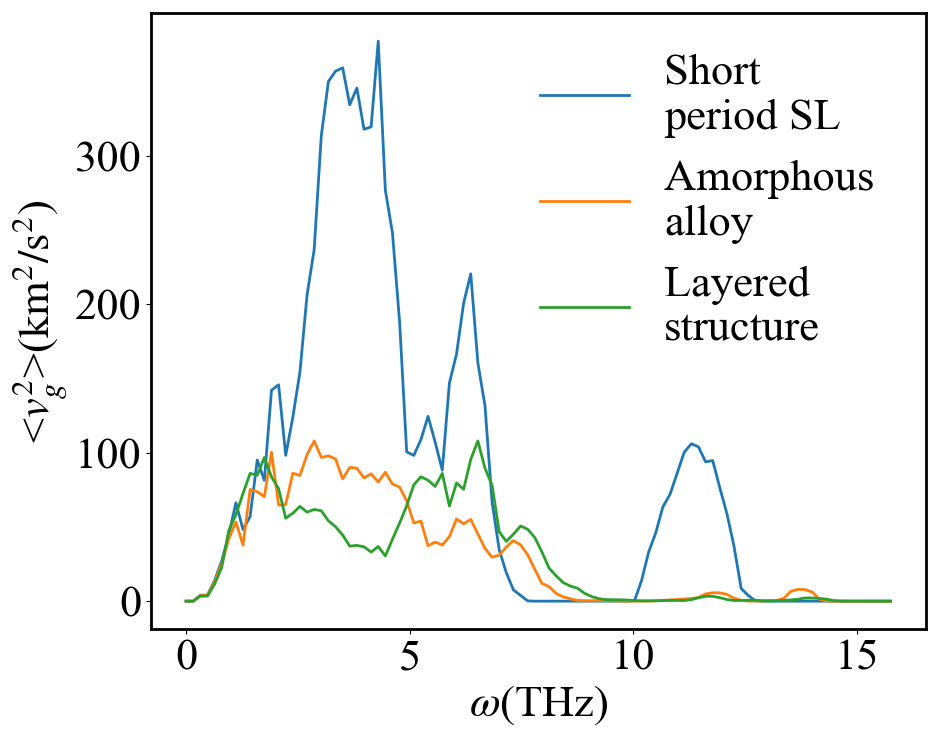 <v_g^2>(km^2/s^2)
300
200
100
0
0 5 10 15
ω(THz)
Short
period SL
Amorphous
alloy
Layered
structure